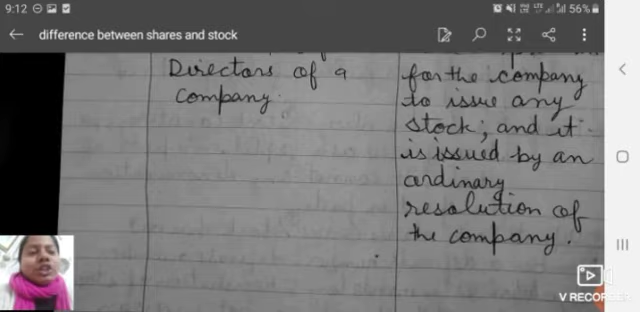 9:12
56%
difference between shares and stock
Directors of a
company.
for the company
to issue any
stock; and it
is issued by an
ordinary
resolution of
the company.
V RECORDER